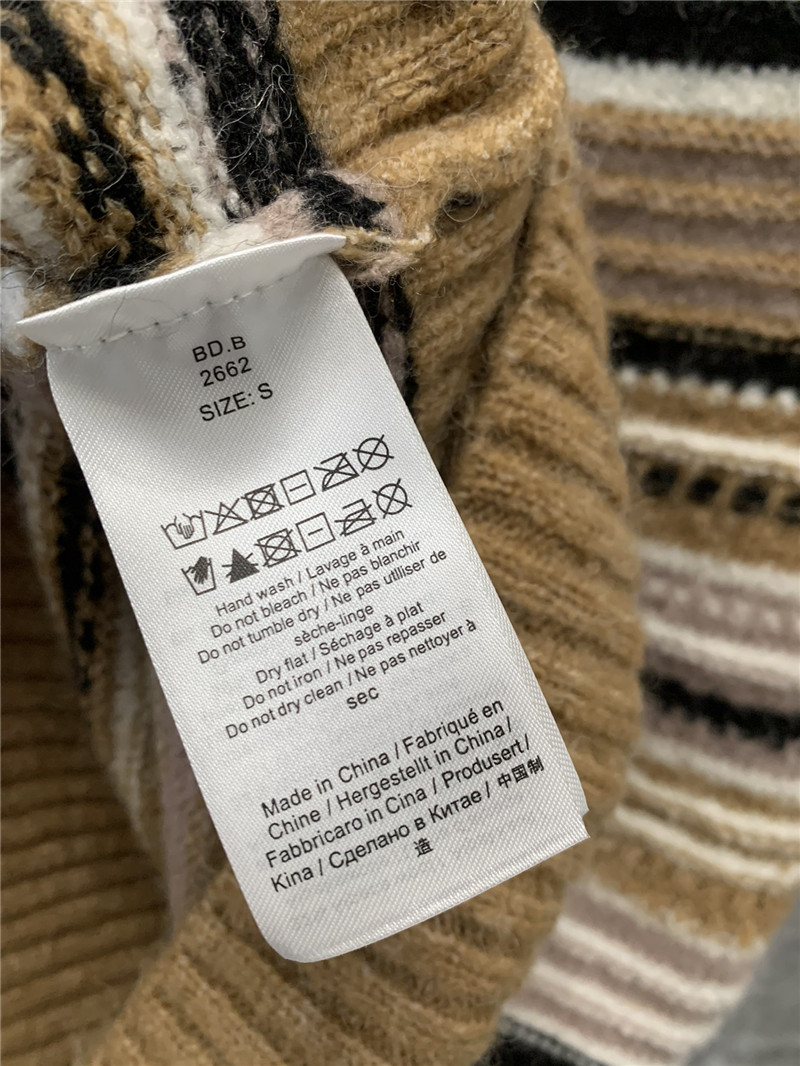 BD.B
2662
SIZE: S
Hand wash / Lavage à main
Do not bleach / Ne pas blanchir
Do not tumble dry / Ne pas utlliser de
sèche-linge
Dry flat / Séchage à plat
Do not iron / Ne pas repasser
Do not dry clean / Ne pas nettoyer à
sec
Made in China / Fabriqué en
Chine / Hergestellt in China /
Fabbricaro in Cina / Produsert /
Kina / Сделано в Китае / 中国制
造